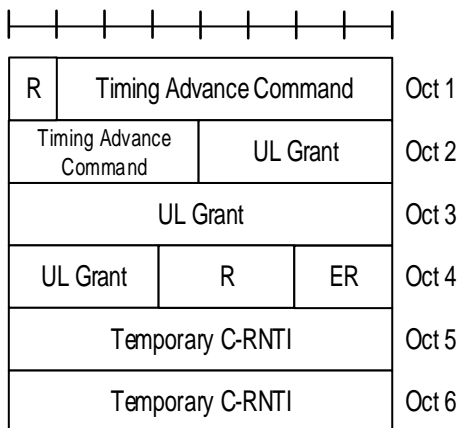 R Timing Advance Command Oct 1
Timing Advance
Command UL Grant Oct 2
UL Grant Oct 3
UL Grant R ER Oct 4
Temporary C-RNTI Oct 5
Temporary C-RNTI Oct 6